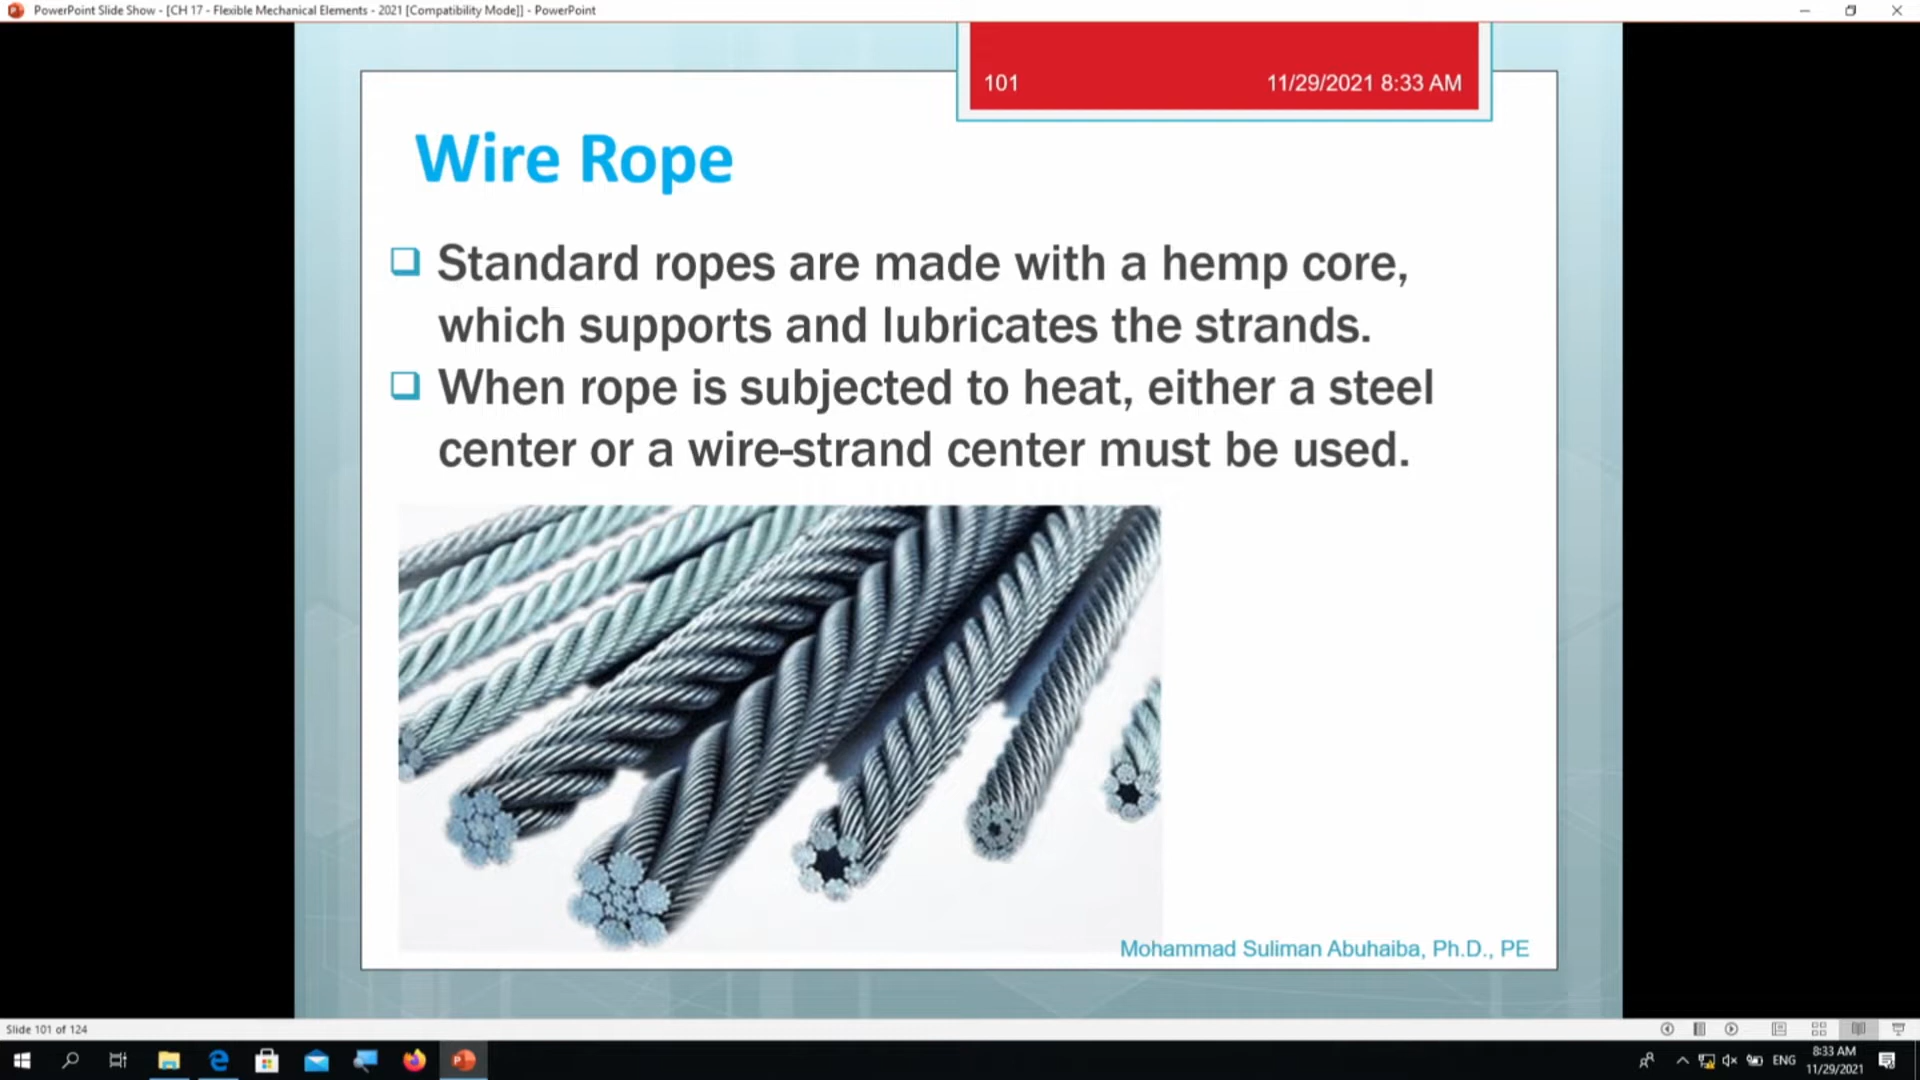 PowerPoint Slide Show - [CH 17 - Flexible Mechanical Elements - 2021 [Compatibility Mode]] - PowerPoint
101 11/29/2021 8:33 AM
Wire Rope
Standard ropes are made with a hemp core,
which supports and lubricates the strands.
When rope is subjected to heat, either a steel
center or a wire-strand center must be used.
Mohammad Suliman Abuhaiba, Ph.D., PE
Slide 101 of 124
ENG
8:33 AM
11/29/2021